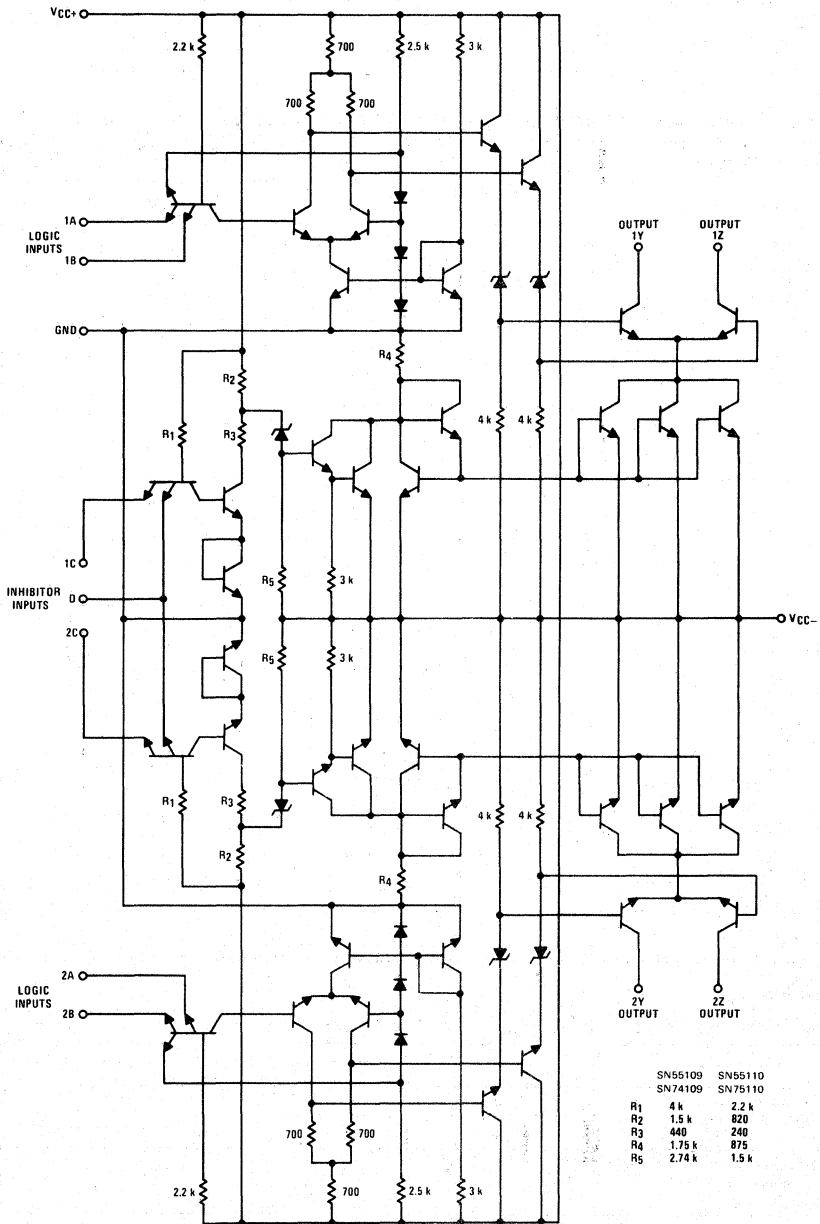 VCC+
2.2 k
700
2.5 k
3 k
700
700
1A
LOGIC
INPUTS
1B
OUTPUT
1Y
OUTPUT
1Z
GND
R4
R2
R1
R3
4 k
4 k
1C
INHIBITOR
INPUTS
D
2C
R5
3 k
VCC–
R5
3 k
R1
R3
R2
4 k
4 k
R4
2A
LOGIC
INPUTS
2B
2Y
OUTPUT
2Z
OUTPUT
700
700
2.2 k
700
2.5 k
3 k
SN55109 SN55110
SN74109 SN75110
R1 4 k 2.2 k
R2 1.5 k 820
R3 440 240
R4 1.75 k 875
R5 2.74 k 1.5 k